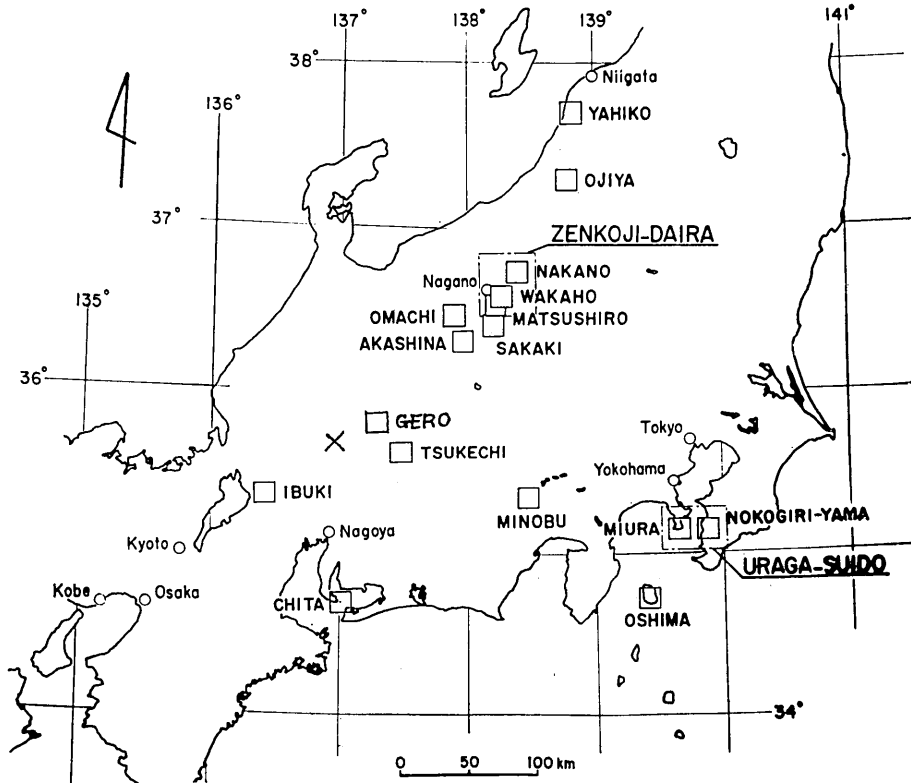 137°
138°
139°
141°
38°
Niigata
136°
YAHIKO
OJIYA
37°
ZENKOJI-DAIRA
Nagano
NAKANO
135°
WAKAHO
OMACHI
MATSUSHIRO
AKASHINA
SAKAKI
36°
GERO
Tokyo
TSUKECHI
Yokohama
IBUKI
MINOBU
MIURA
NOKOGIRI-YAMA
Kyoto
Nagoya
URAGA-SUIDO
Kobe
Osaka
CHITA
OSHIMA
34°
0 50 100 km